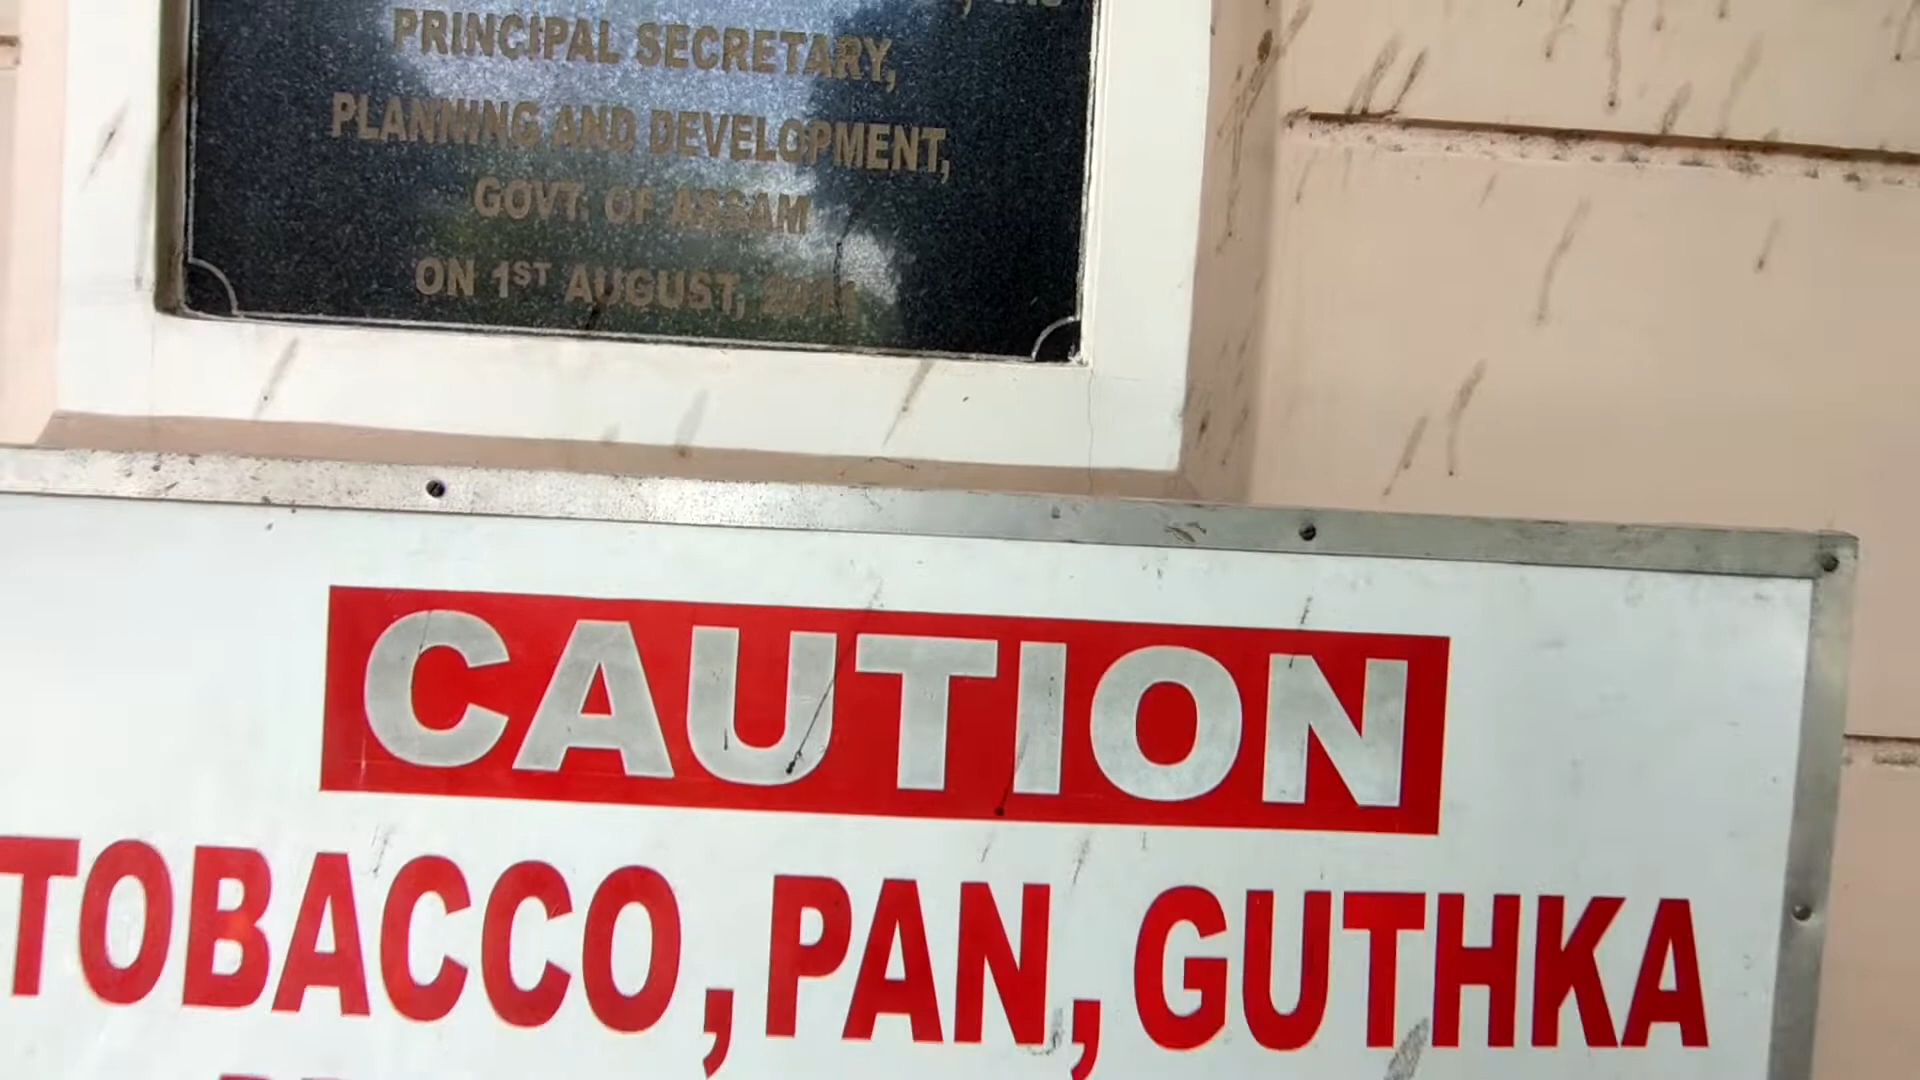 PRINCIPAL SECRETARY,
PLANNING AND DEVELOPMENT,
GOVT. OF ASSAM
ON 1ST AUGUST,
CAUTION
TOBACCO, PAN, GUTHKA